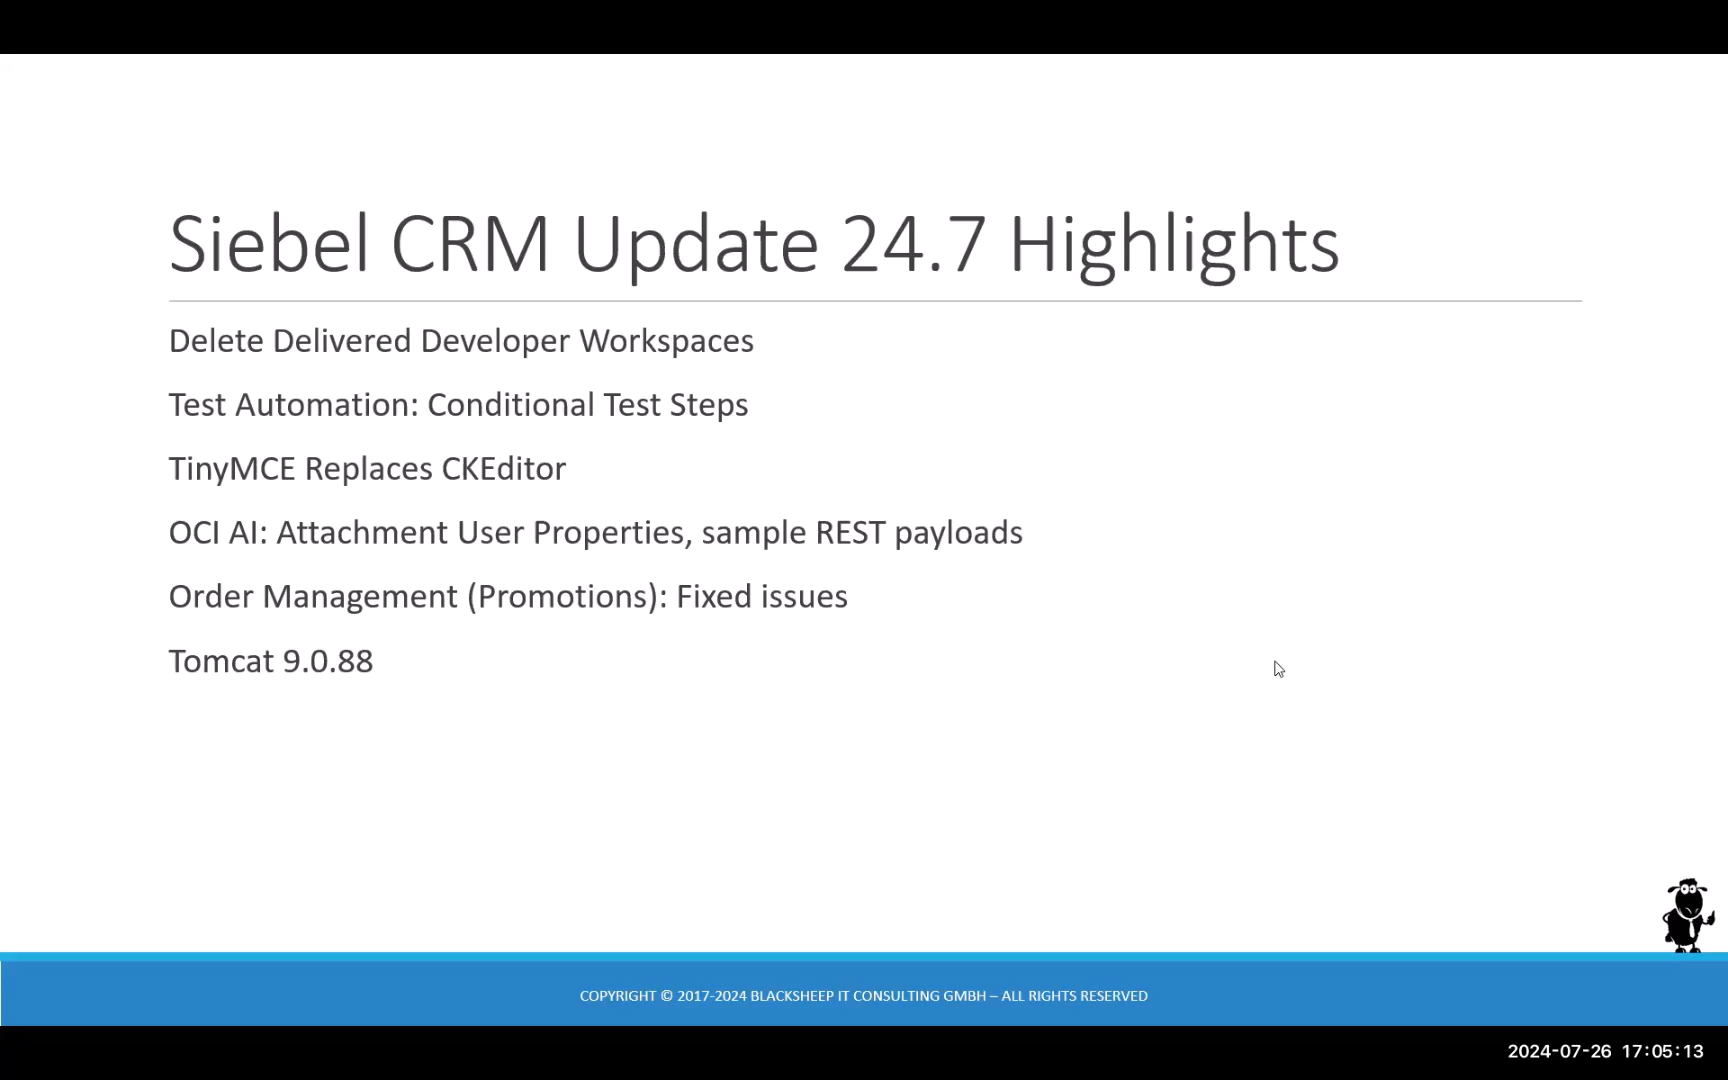 Siebel CRM Update 24.7 Highlights
Delete Delivered Developer Workspaces
Test Automation: Conditional Test Steps
TinyMCE Replaces CKEditor
OCI AI: Attachment User Properties, sample REST payloads
Order Management (Promotions): Fixed issues
Tomcat 9.0.88
COPYRIGHT © 2017-2024 BLACKSHEEP IT CONSULTING GMBH – ALL RIGHTS RESERVED
2024-07-26 17:05:13